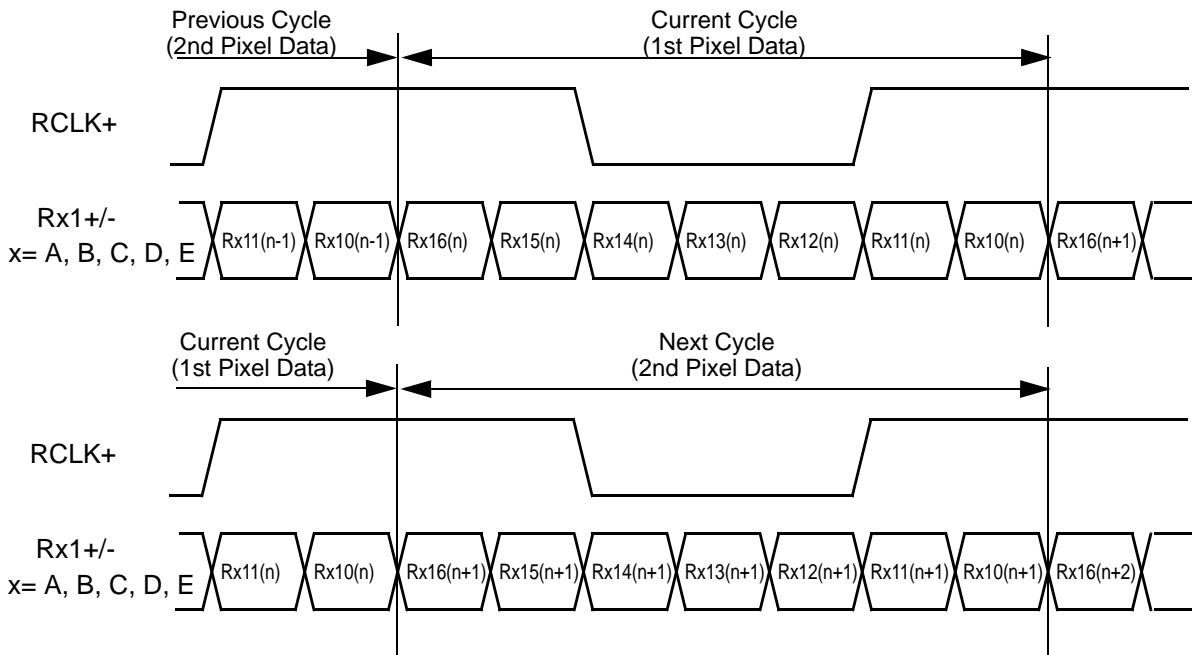 Previous Cycle
(2nd Pixel Data)
Current Cycle
(1st Pixel Data)
RCLK+
Rx1+/-
x= A, B, C, D, E
Rx11(n-1) Rx10(n-1) Rx16(n) Rx15(n) Rx14(n) Rx13(n) Rx12(n) Rx11(n) Rx10(n) Rx16(n+1)
Current Cycle
(1st Pixel Data)
Next Cycle
(2nd Pixel Data)
RCLK+
Rx1+/-
x= A, B, C, D, E
Rx11(n) Rx10(n) Rx16(n+1) Rx15(n+1) Rx14(n+1) Rx13(n+1) Rx12(n+1) Rx11(n+1) Rx10(n+1) Rx16(n+2)